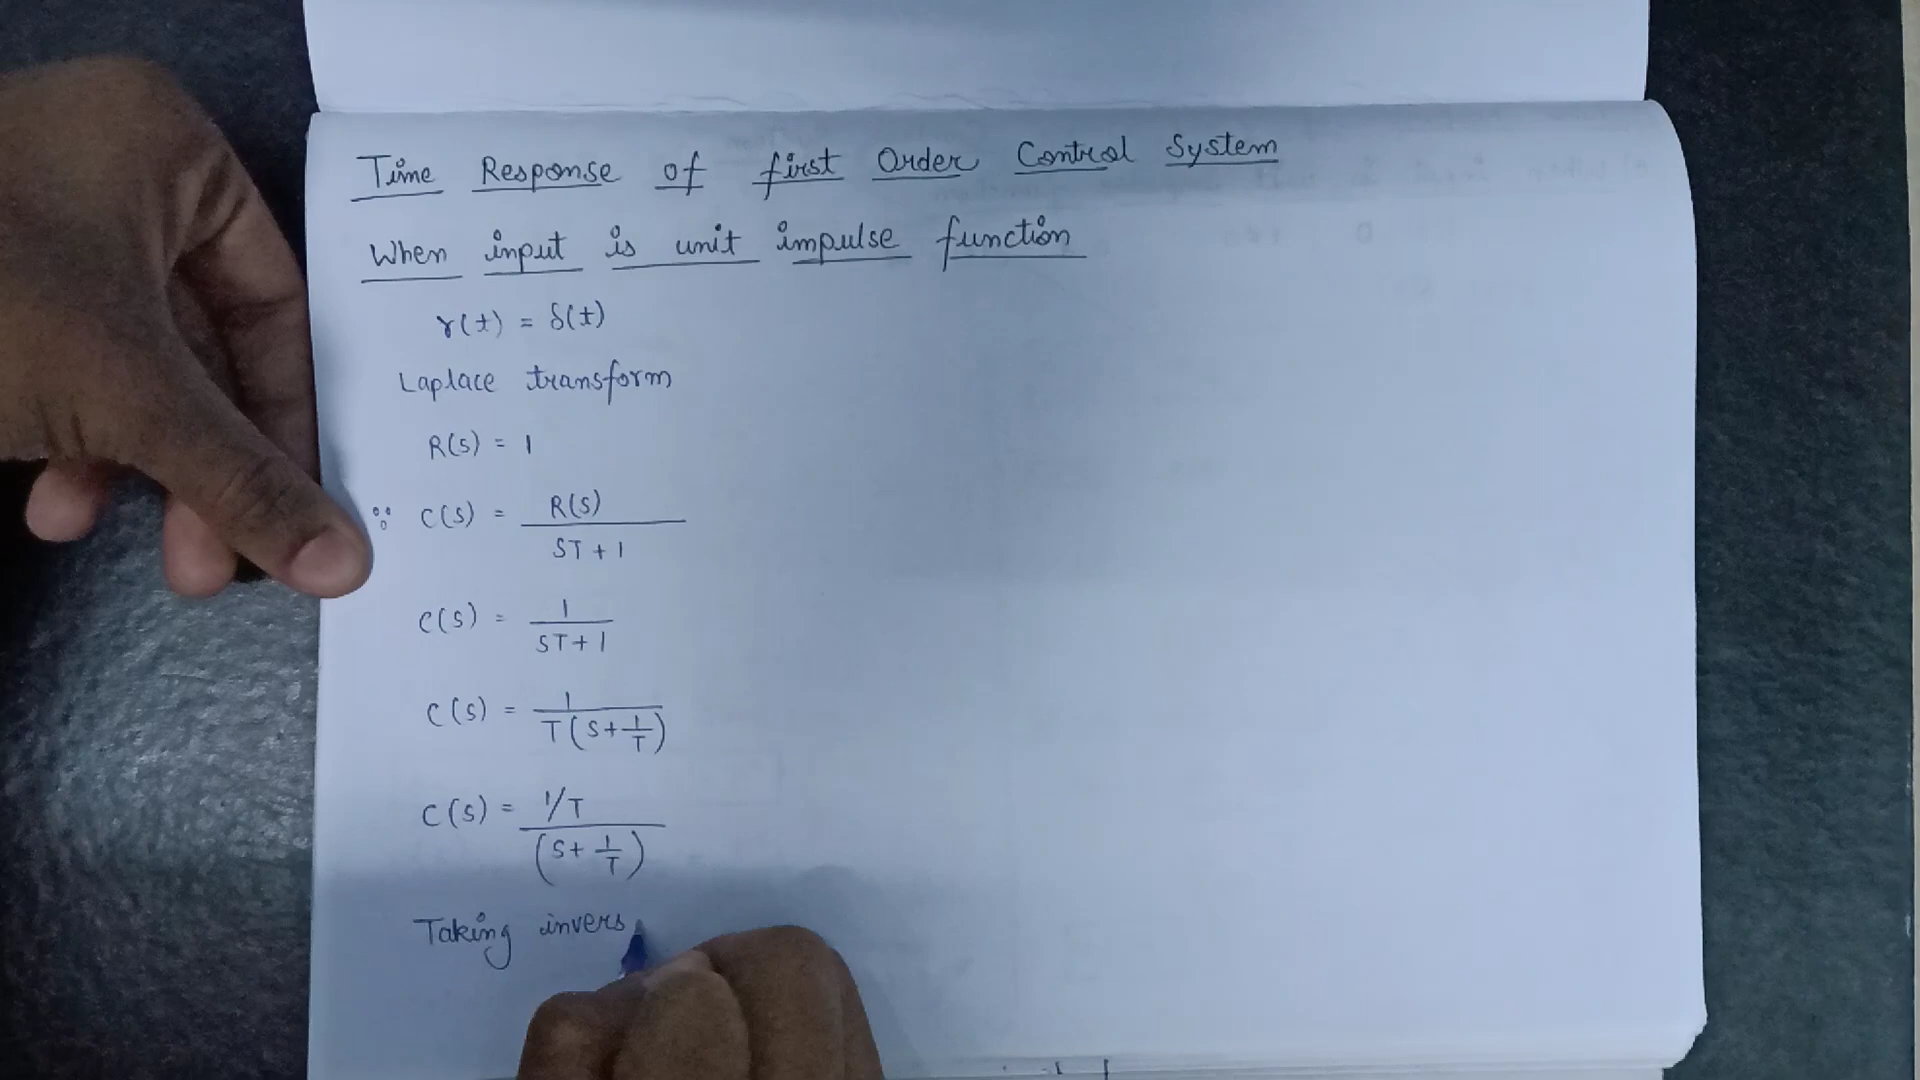 Time Response of first Order Control System
When input is unit impulse function
r(t) = δ(t)
Laplace transform
R(s) = 1
∵ C(s) = R(s) / ST + 1
C(s) = 1 / ST + 1
C(s) = 1 / T(S + 1/T)
C(s) = 1/T / (S + 1/T)
Taking invers